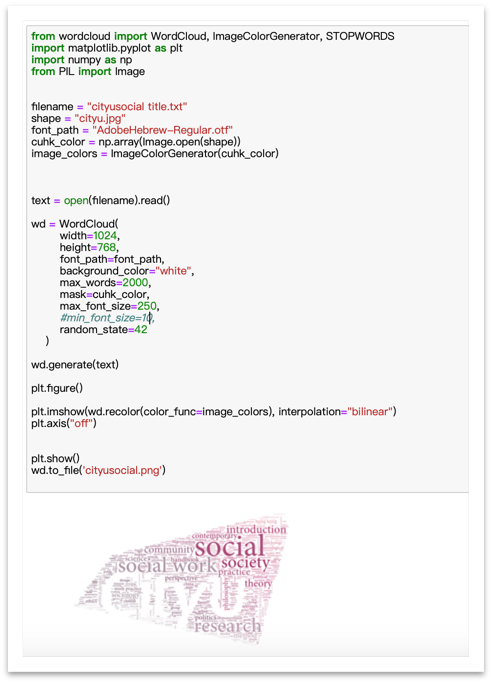 from wordcloud import WordCloud, ImageColorGenerator, STOPWORDS
import matplotlib.pyplot as plt
import numpy as np
from PIL import Image
filename = "cityusocial title.txt"
shape = "cityu.jpg"
font_path = "AdobeHebrew-Regular.otf"
cuhk_color = np.array(Image.open(shape))
image_colors = ImageColorGenerator(cuhk_color)
text = open(filename).read()
wd = WordCloud(
width=1024,
height=768,
font_path=font_path,
background_color="white",
max_words=2000,
mask=cuhk_color,
max_font_size=250,
#min_font_size=10,
random_state=42
)
wd.generate(text)
plt.figure()
plt.imshow(wd.recolor(color_func=image_colors), interpolation="bilinear")
plt.axis("off")
plt.show()
wd.to_file('cityusocial.png')
introduction
contemporary
community
social
science
social work
society
practice
perspective
theory
politics
research